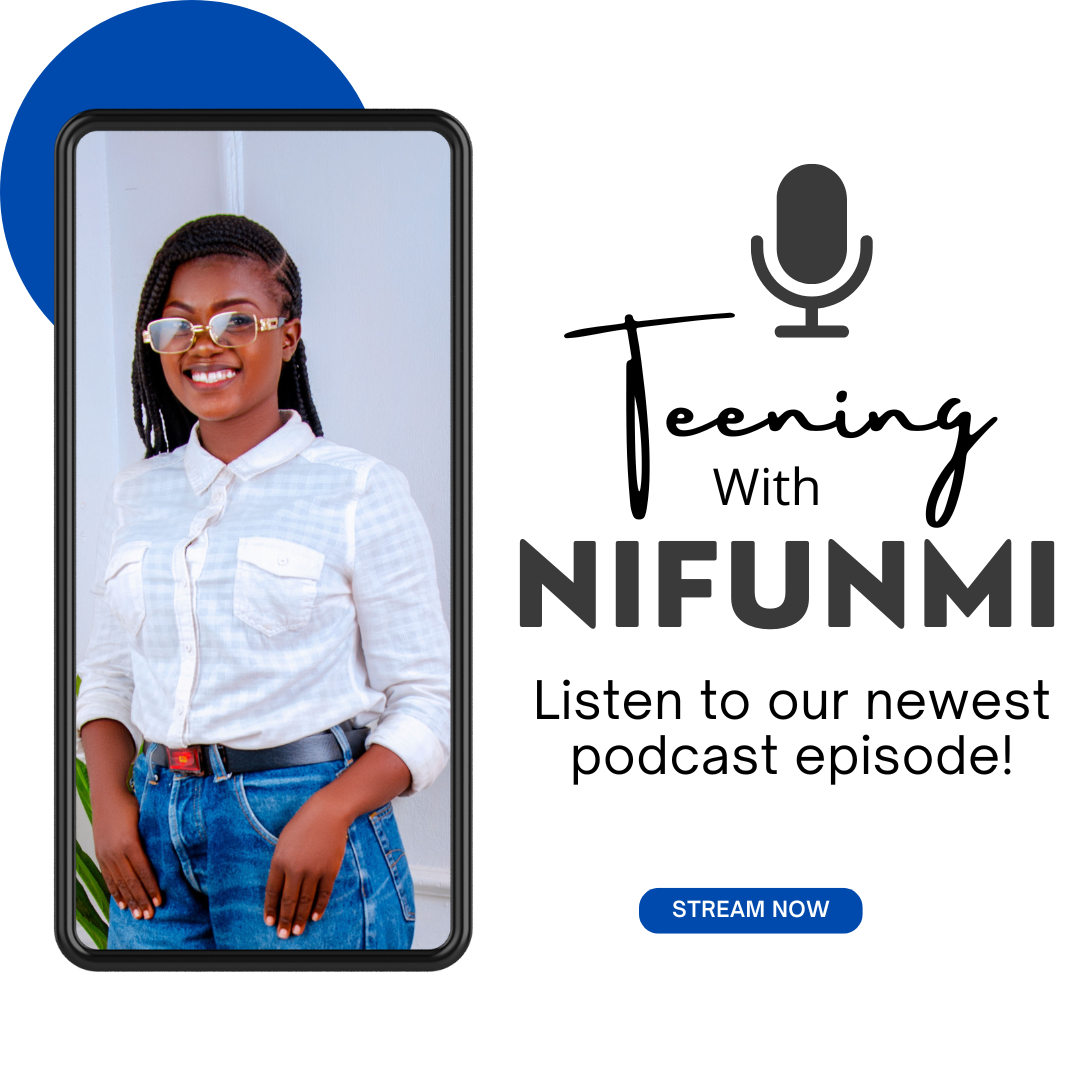 Teening
With
NIFUNMI
Listen to our newest
podcast episode!
STREAM NOW